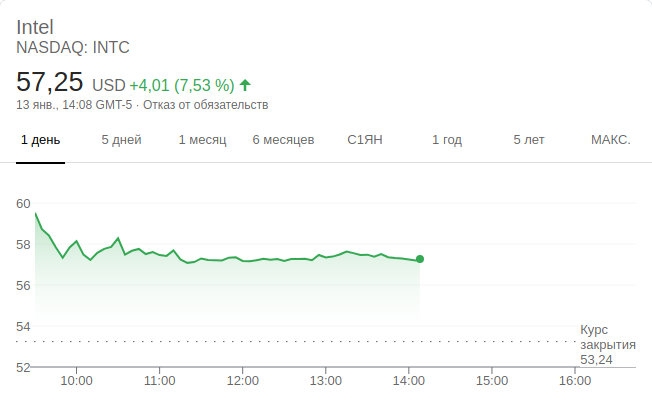 Intel
NASDAQ: INTC
57,25 USD +4,01 (7,53 %)
13 янв., 14:08 GMT-5 · Отказ от обязательств
1 день 5 дней 1 месяц 6 месяцев С1ЯН 1 год 5 лет МАКС.
60
58
56
54
Курс
закрытия
53,24
52
10:00 11:00 12:00 13:00 14:00 15:00 16:00